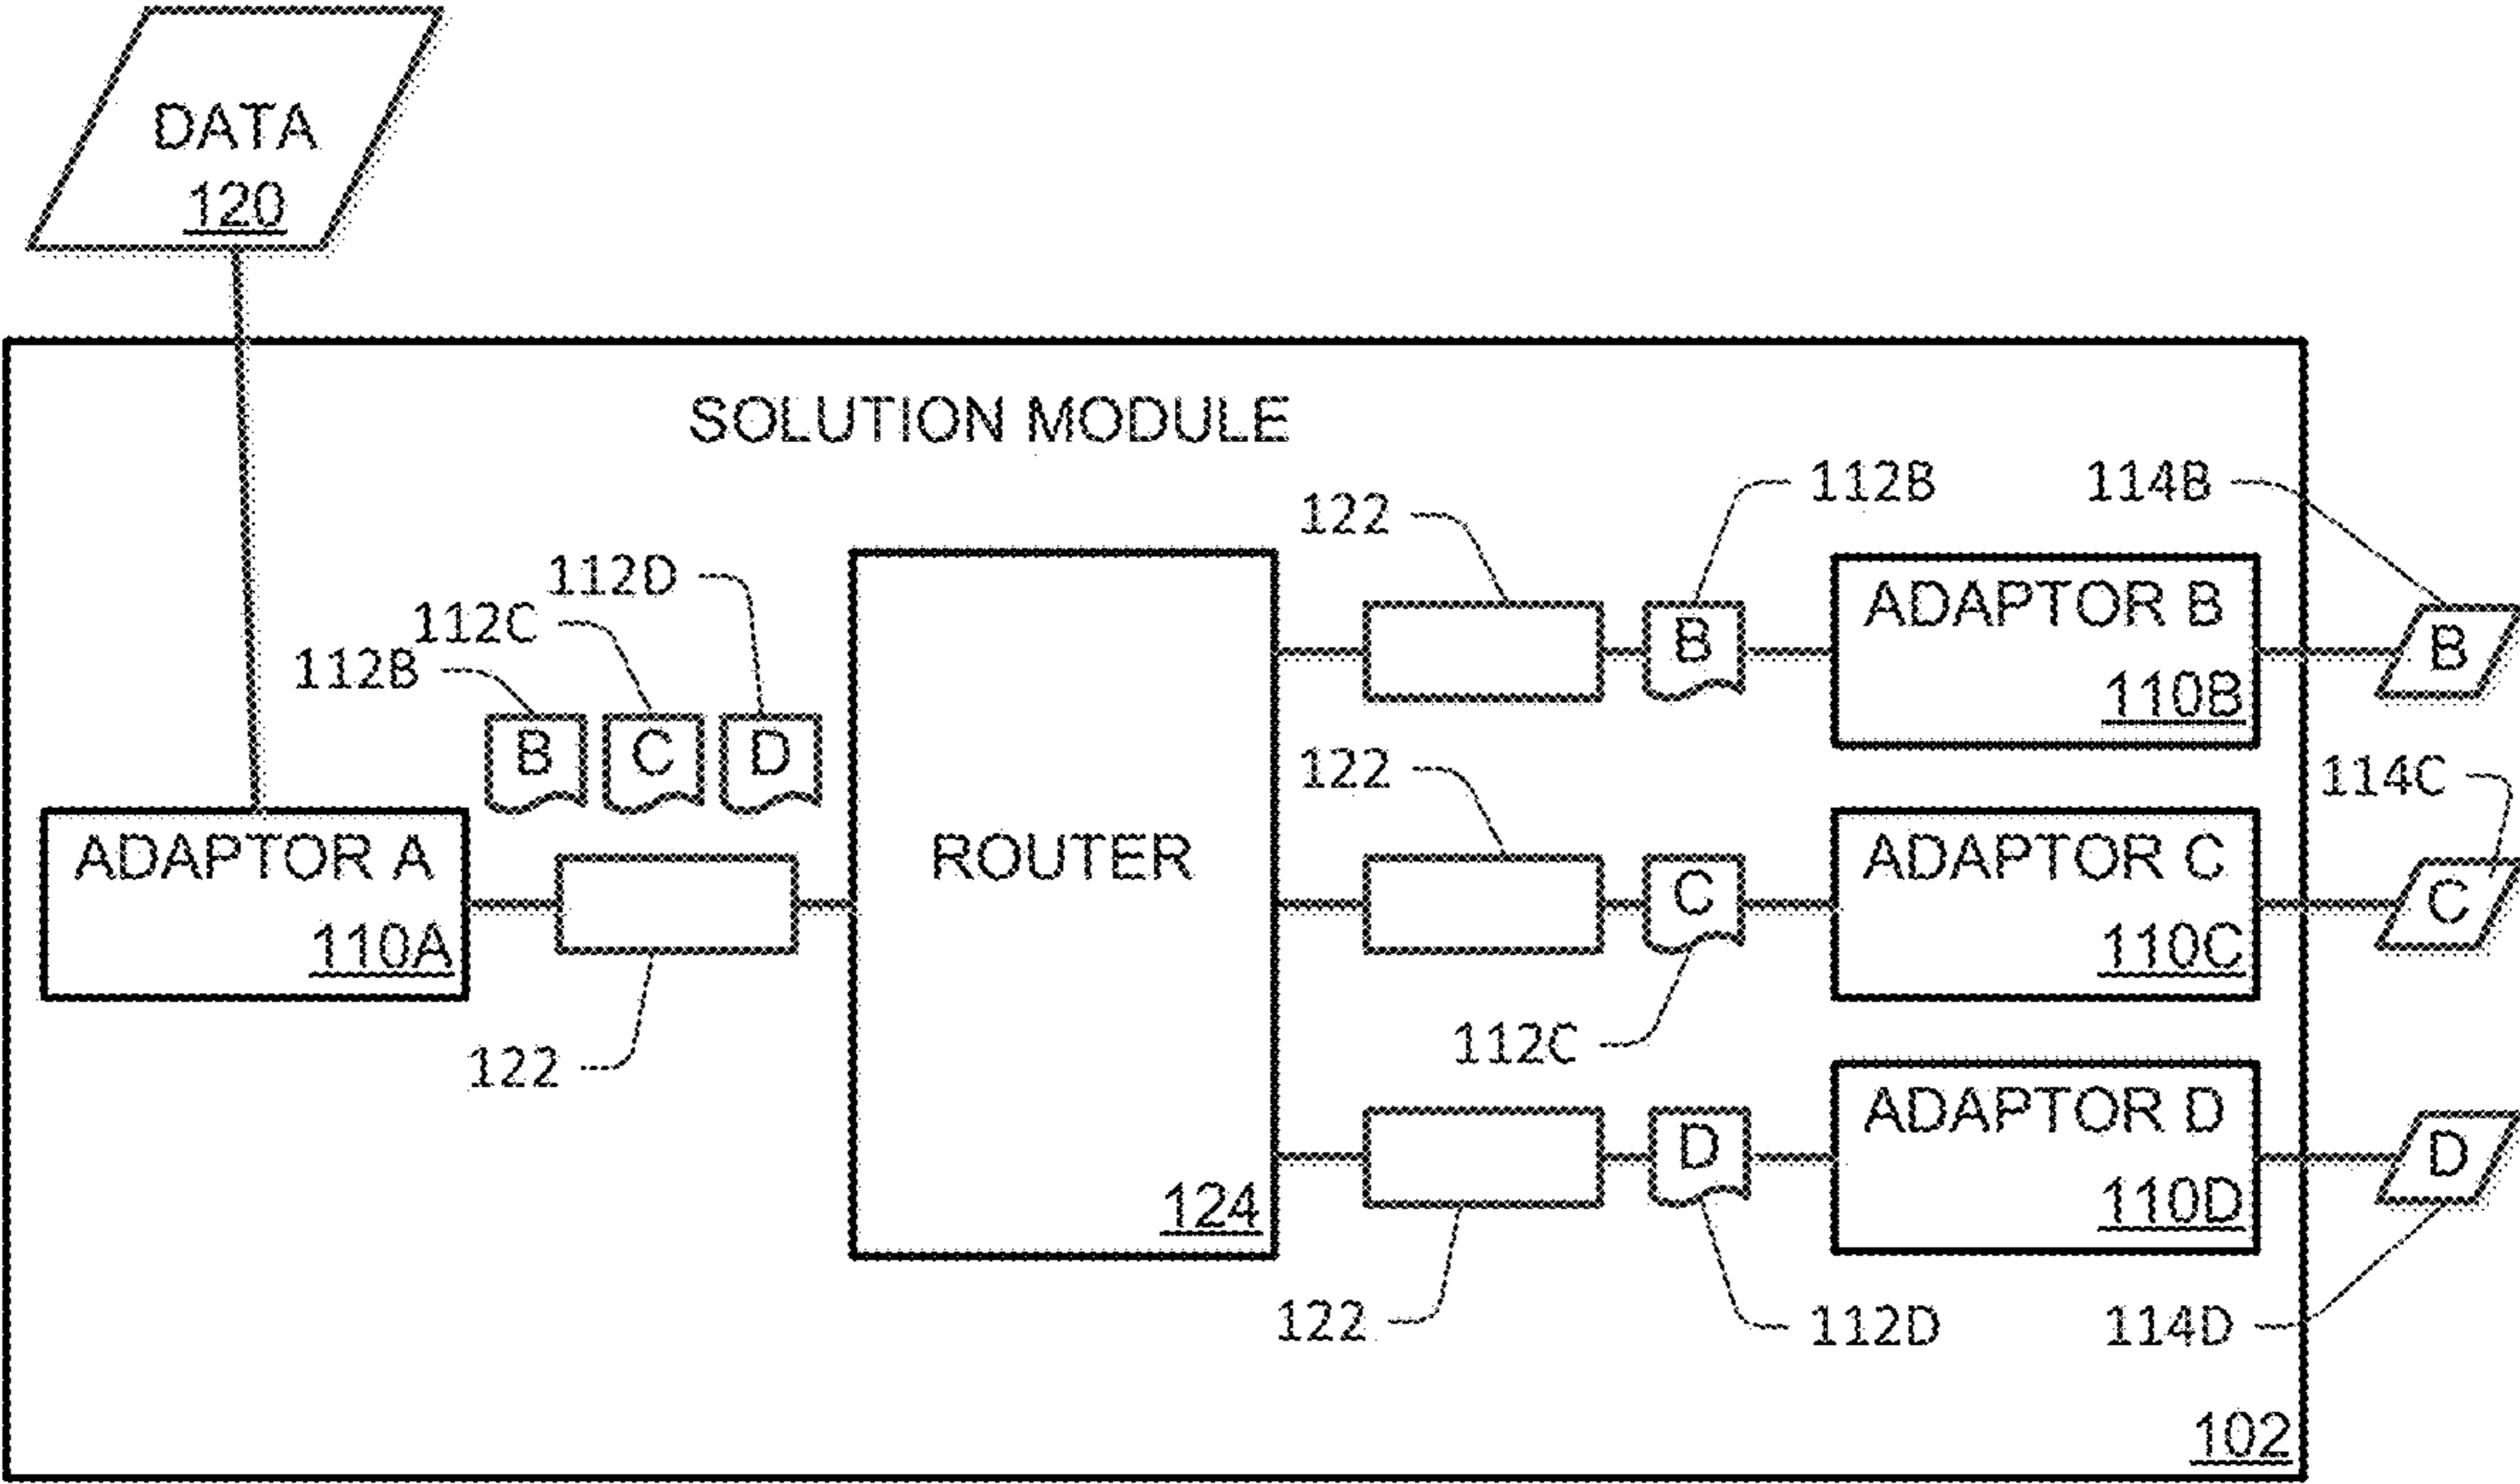 DATA
120
SOLUTION MODULE
112B
114B
122
112D
112C
112B
B
C
D
ADAPTOR A
110A
122
ROUTER
124
B
ADAPTOR B
110B
B
122
114C
C
ADAPTOR C
110C
C
112C
D
ADAPTOR D
110D
D
122
112D
114D
102